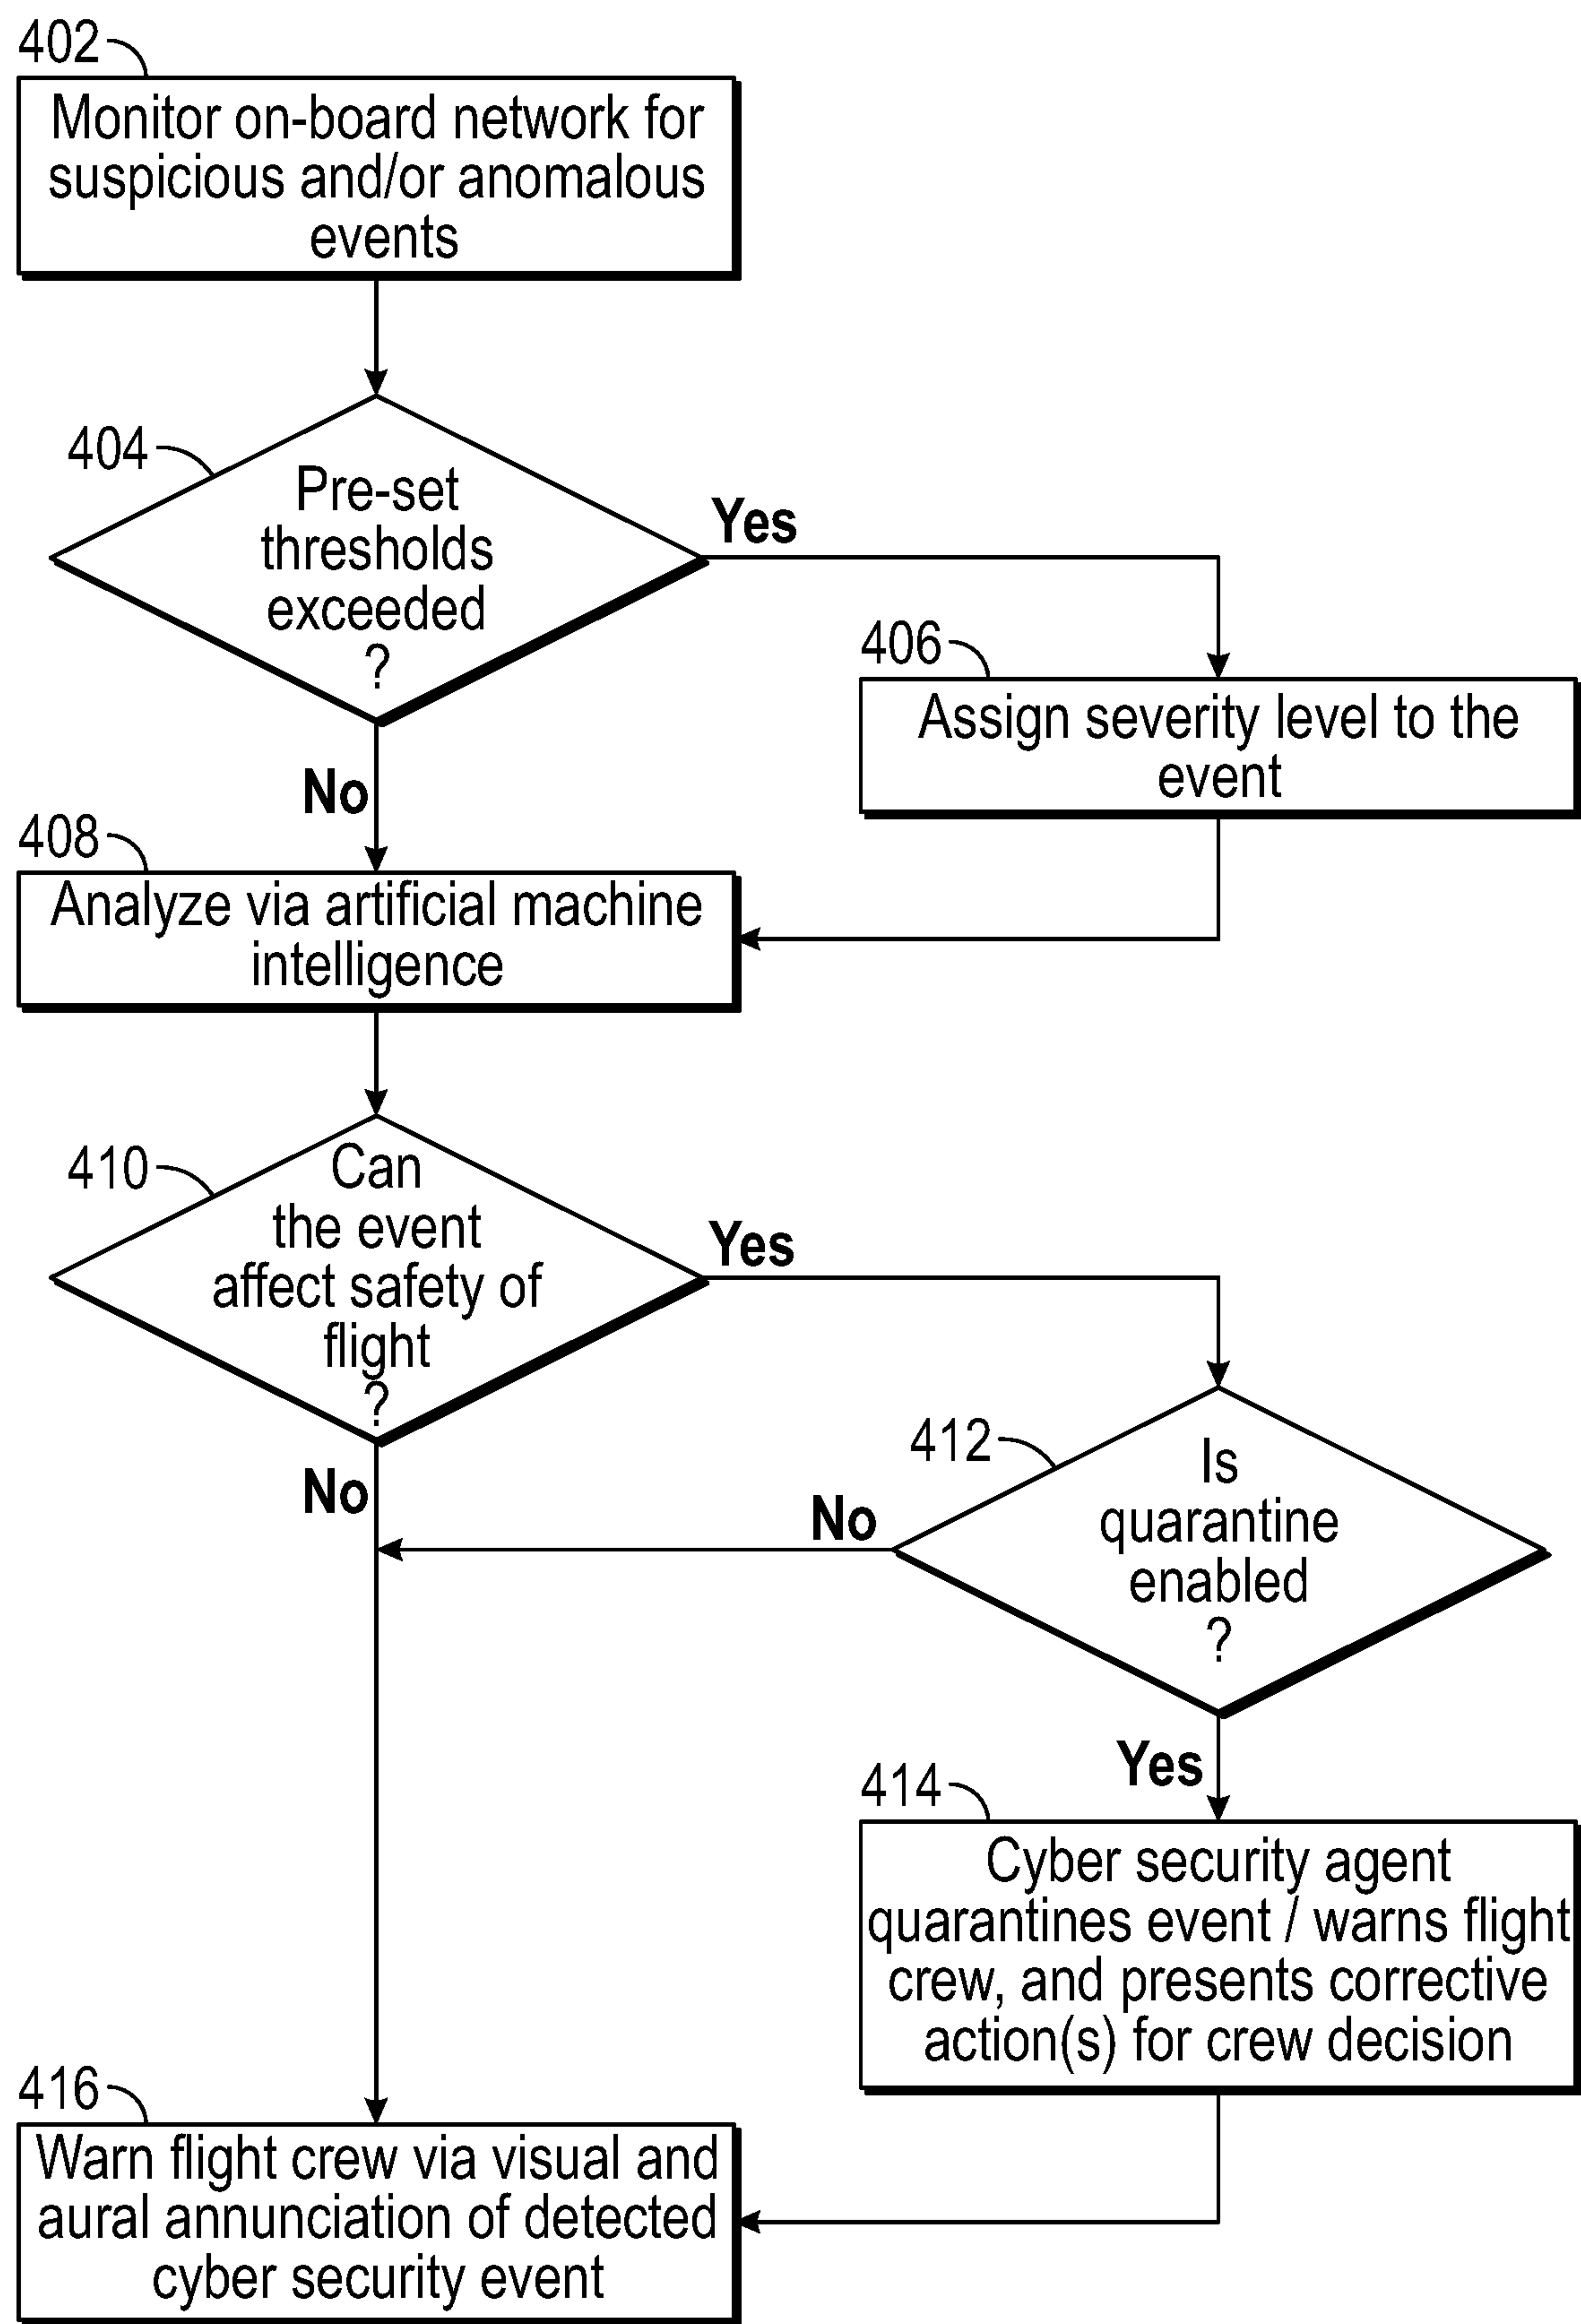 402
Monitor on-board network for
suspicious and/or anomalous
events
404
Pre-set
thresholds
exceeded
?
Yes
No
406
Assign severity level to the
event
408
Analyze via artificial machine
intelligence
410
Can
the event
affect safety of
flight
?
Yes
No
412
Is
quarantine
enabled
?
No
Yes
414
Cyber security agent
quarantines event / warns flight
crew, and presents corrective
action(s) for crew decision
416
Warn flight crew via visual and
aural annunciation of detected
cyber security event